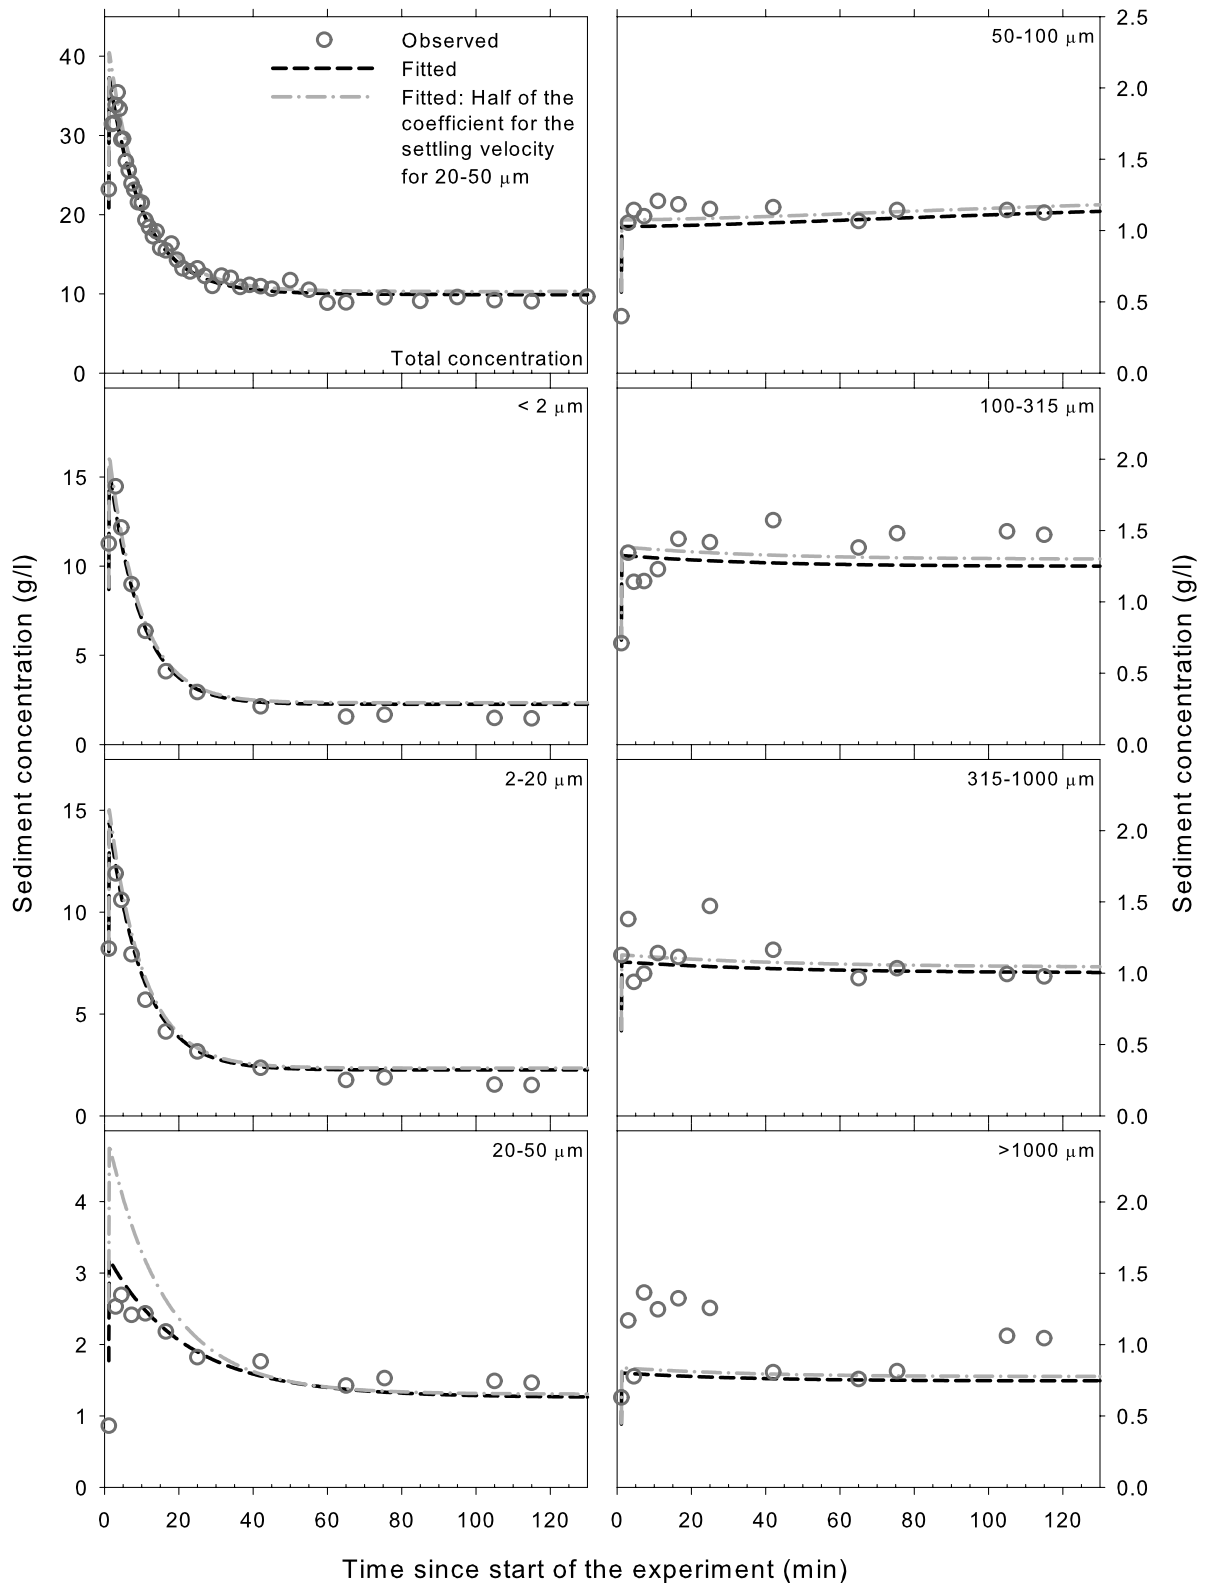 Observed
Fitted
Fitted: Half of the
coefficient for the
settling velocity
for 20-50 μm
40
30
20
10
0
Total concentration
50-100 μm
2.5
2.0
1.5
1.0
0.5
0.0
< 2 μm
15
10
5
0
100-315 μm
2.0
1.5
1.0
0.5
0.0
Sediment concentration (g/l)
Sediment concentration (g/l)
2-20 μm
15
10
5
0
315-1000 μm
2.0
1.5
1.0
0.5
0.0
20-50 μm
4
3
2
1
0
>1000 μm
2.0
1.5
1.0
0.5
0.0
0 20 40 60 80 100 120
0 20 40 60 80 100 120
Time since start of the experiment (min)